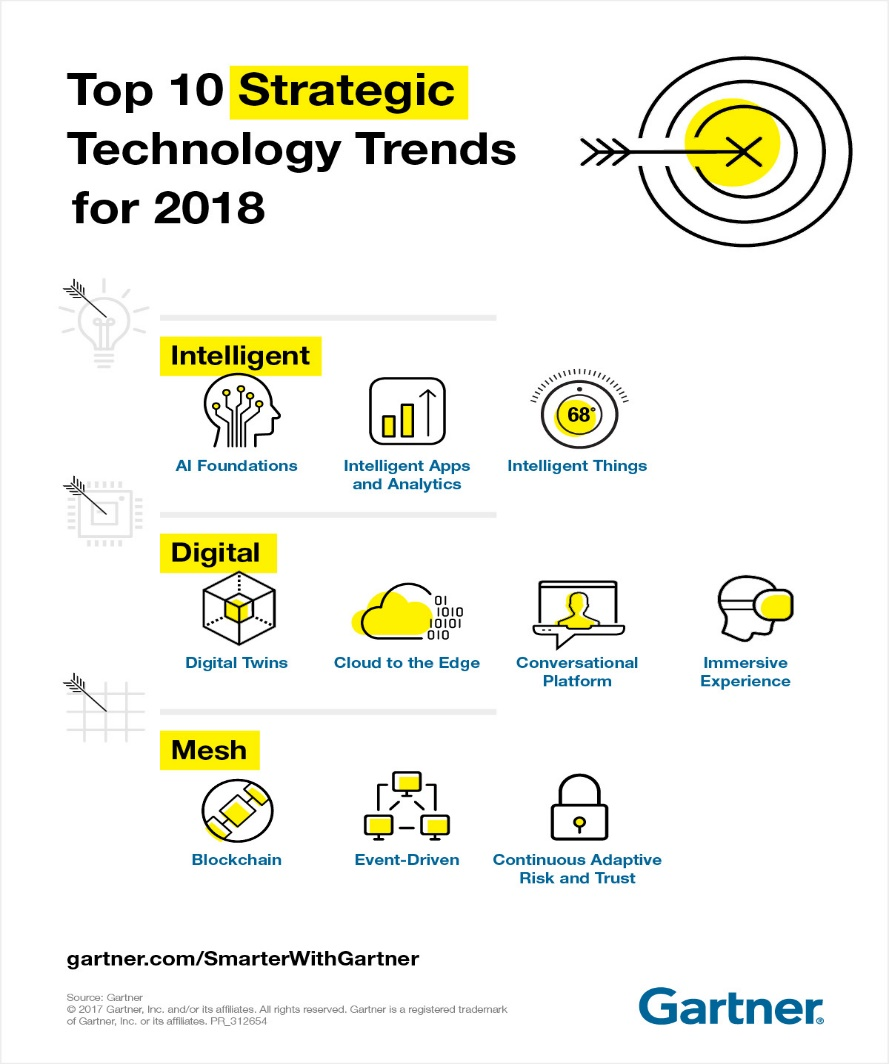 Top 10 Strategic
Technology Trends
for 2018
Intelligent
68°
AI Foundations
Intelligent Apps
and Analytics
Intelligent Things
Digital
01
1010
10101
010
Digital Twins
Cloud to the Edge
Conversational
Platform
Immersive
Experience
Mesh
Blockchain
Event-Driven
Continuous Adaptive
Risk and Trust
gartner.com/SmarterWithGartner
Source: Gartner
© 2017 Gartner, Inc. and/or its affiliates. All rights reserved. Gartner is a registered trademark
of Gartner, Inc. or its affiliates. PR_312654
Gartner®